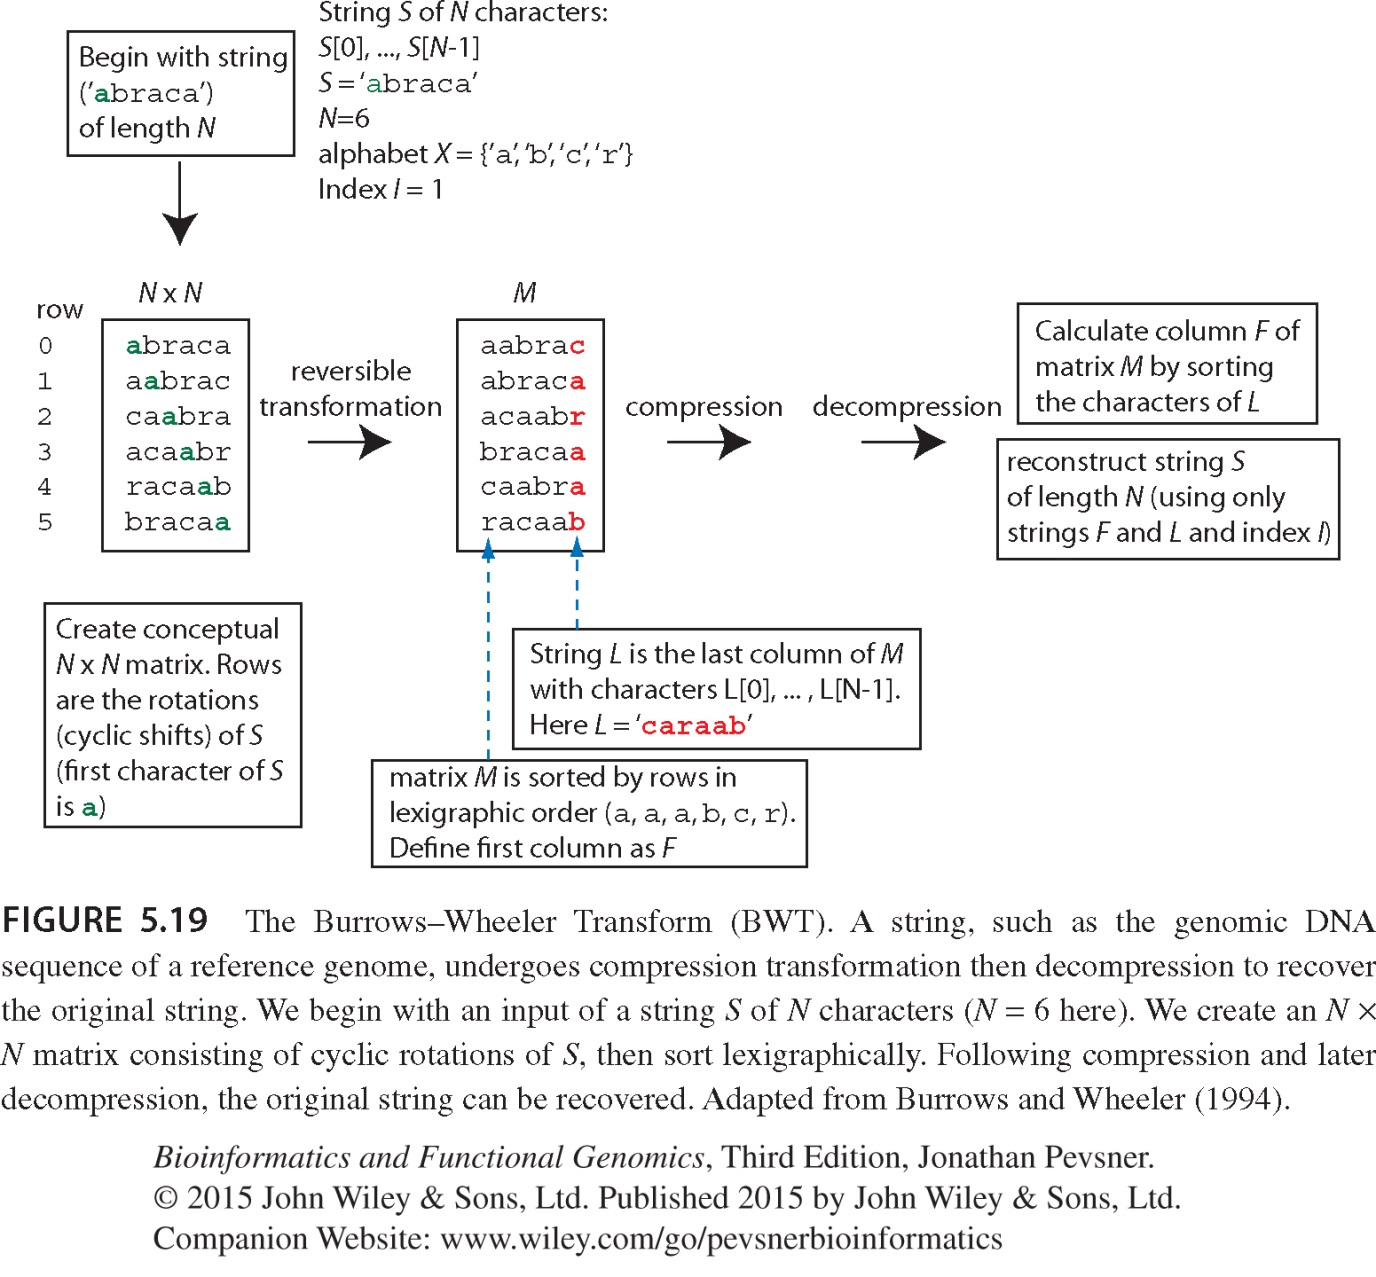 String S of N characters:
S[0], ..., S[N-1]
S = 'abraca'
N=6
alphabet X = {'a', 'b', 'c', 'r'}
Index I = 1
Begin with string
('abraca')
of length N
row
N x N
0 abraca
1 aabrac
2 caabra
3 acaabr
4 racaab
5 bracaa
reversible
transformation
M
aabrac
abraca
acaabr
bracaa
caabra
racaab
compression
decompression
Calculate column F of
matrix M by sorting
the characters of L
reconstruct string S
of length N (using only
strings F and L and index I)
Create conceptual
N x N matrix. Rows
are the rotations
(cyclic shifts) of S
(first character of S
is a)
String L is the last column of M
with characters L[0], ... , L[N-1].
Here L = 'caraab'
matrix M is sorted by rows in
lexigraphic order (a, a, a, b, c, r).
Define first column as F
FIGURE 5.19 The Burrows–Wheeler Transform (BWT). A string, such as the genomic DNA
sequence of a reference genome, undergoes compression transformation then decompression to recover
the original string. We begin with an input of a string S of N characters (N = 6 here). We create an N ×
N matrix consisting of cyclic rotations of S, then sort lexigraphically. Following compression and later
decompression, the original string can be recovered. Adapted from Burrows and Wheeler (1994).
Bioinformatics and Functional Genomics, Third Edition, Jonathan Pevsner.
© 2015 John Wiley & Sons, Ltd. Published 2015 by John Wiley & Sons, Ltd.
Companion Website: www.wiley.com/go/pevsnerbioinformatics